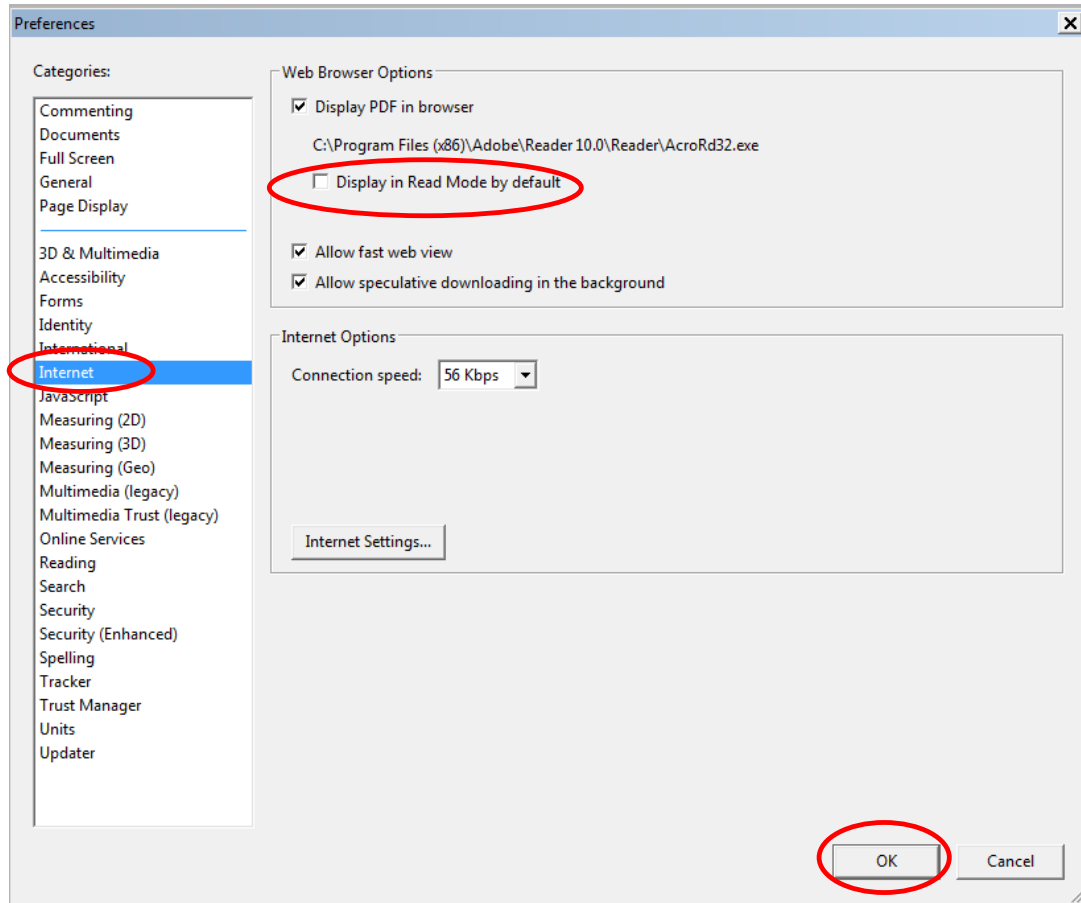 Preferences
Categories:
Commenting
Documents
Full Screen
General
Page Display
3D & Multimedia
Accessibility
Forms
Identity
International
Internet
JavaScript
Measuring (2D)
Measuring (3D)
Measuring (Geo)
Multimedia (legacy)
Multimedia Trust (legacy)
Online Services
Reading
Search
Security
Security (Enhanced)
Spelling
Tracker
Trust Manager
Units
Updater
Web Browser Options
Display PDF in browser
C:\Program Files (x86)\Adobe\Reader 10.0\Reader\AcroRd32.exe
Display in Read Mode by default
Allow fast web view
Allow speculative downloading in the background
Internet Options
Connection speed: 56 Kbps
Internet Settings...
OK Cancel